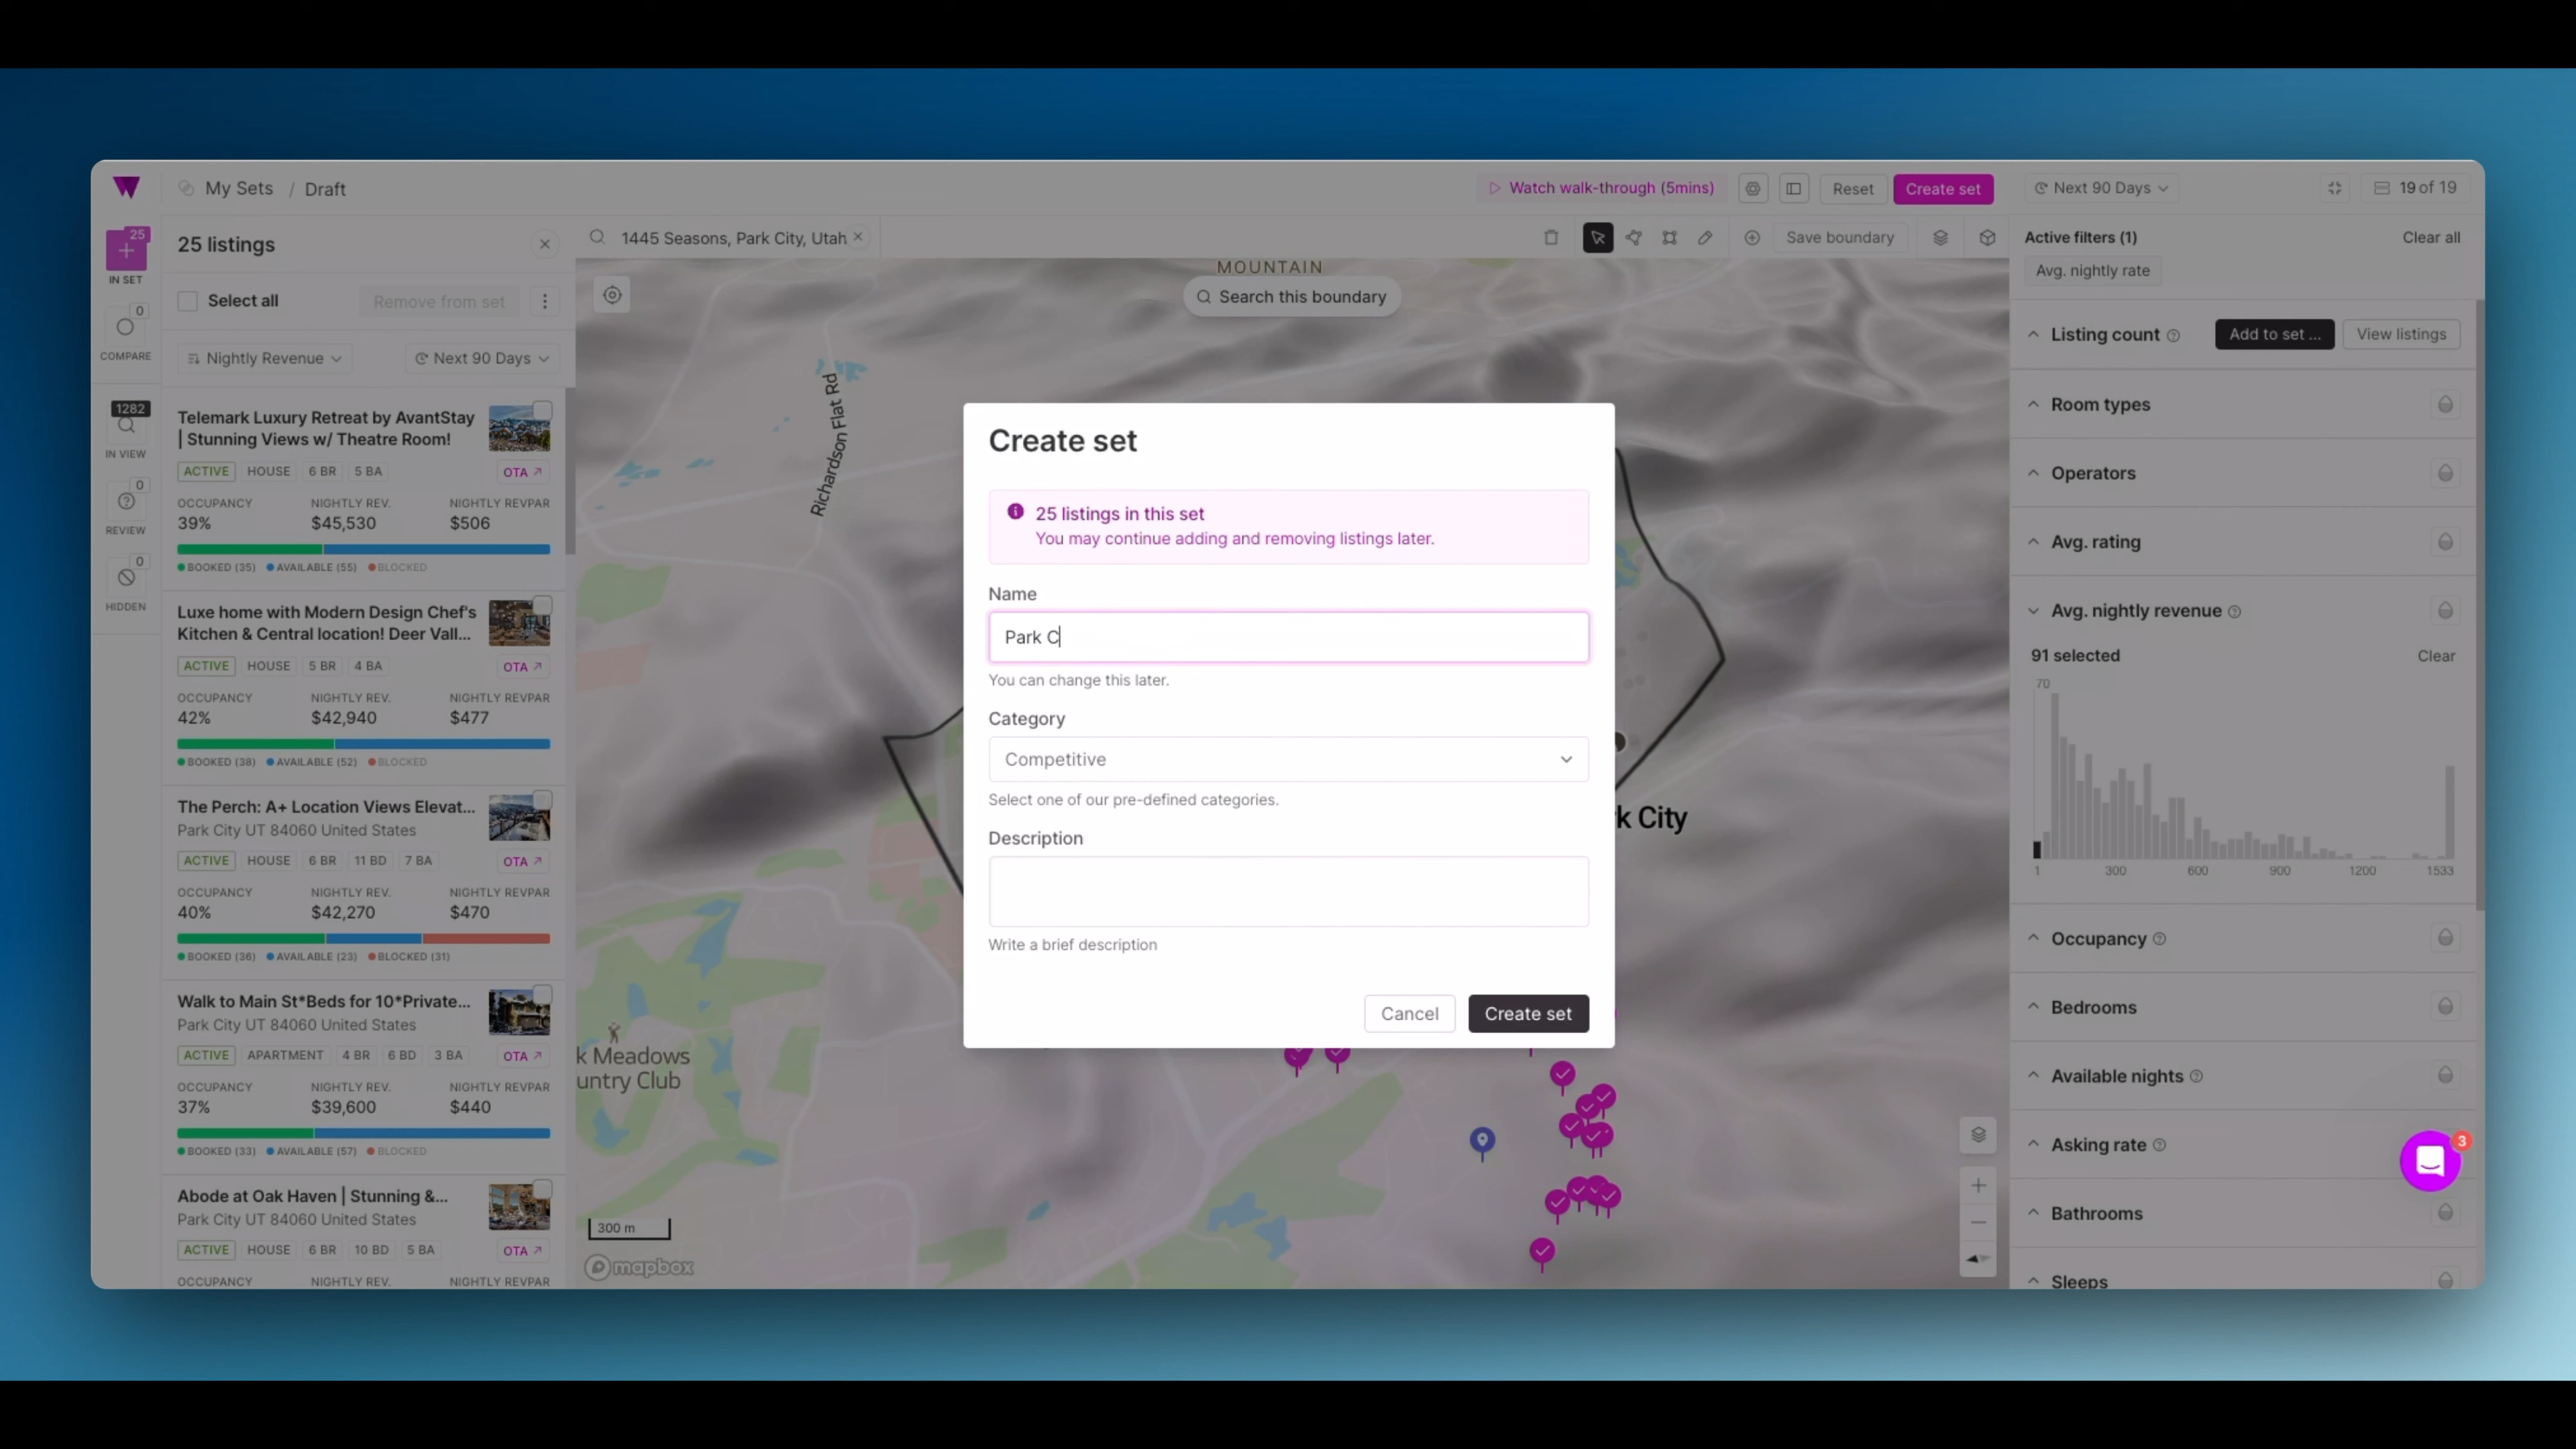 My Sets / Draft
Watch walk-through (5mins)
Reset
Create set
Next 90 Days
19 of 19
25
IN SET
0
COMPARE
1282
IN VIEW
0
REVIEW
0
HIDDEN
25 listings
Select all
Remove from set
Nightly Revenue
Next 90 Days
Telemark Luxury Retreat by AvantStay
| Stunning Views w/ Theatre Room!
ACTIVE HOUSE 6 BR 5 BA OTA
OCCUPANCY NIGHTLY REV. NIGHTLY REVPAR
39% $45,530 $506
BOOKED (35) AVAILABLE (55) BLOCKED
Luxe home with Modern Design Chef's
Kitchen & Central location! Deer Vall...
ACTIVE HOUSE 5 BR 4 BA OTA
OCCUPANCY NIGHTLY REV. NIGHTLY REVPAR
42% $42,940 $477
BOOKED (38) AVAILABLE (52) BLOCKED
The Perch: A+ Location Views Elevat...
Park City UT 84060 United States
ACTIVE HOUSE 6 BR 11 BD 7 BA OTA
OCCUPANCY NIGHTLY REV. NIGHTLY REVPAR
40% $42,270 $470
BOOKED (36) AVAILABLE (23) BLOCKED (31)
Walk to Main St*Beds for 10*Private...
Park City UT 84060 United States
ACTIVE APARTMENT 4 BR 6 BD 3 BA OTA
OCCUPANCY NIGHTLY REV. NIGHTLY REVPAR
37% $39,600 $440
BOOKED (33) AVAILABLE (57) BLOCKED
Abode at Oak Haven | Stunning &...
Park City UT 84060 United States
ACTIVE HOUSE 6 BR 10 BD 5 BA OTA
OCCUPANCY NIGHTLY REV. NIGHTLY REVPAR
1445 Seasons, Park City, Utah
Save boundary
MOUNTAIN
Search this boundary
Richardson Flat Rd
k City
k Meadows
untry Club
300 m
mapbox
Create set
25 listings in this set
You may continue adding and removing listings later.
Name
Park C
You can change this later.
Category
Competitive
Select one of our pre-defined categories.
Description
Write a brief description
Cancel
Create set
Active filters (1)
Clear all
Avg. nightly rate
Listing count
Add to set ...
View listings
Room types
Operators
Avg. rating
Avg. nightly revenue
91 selected
Clear
70
1 300 600 900 1200 1533
Occupancy
Bedrooms
Available nights
Asking rate
3
Bathrooms
Sleeps